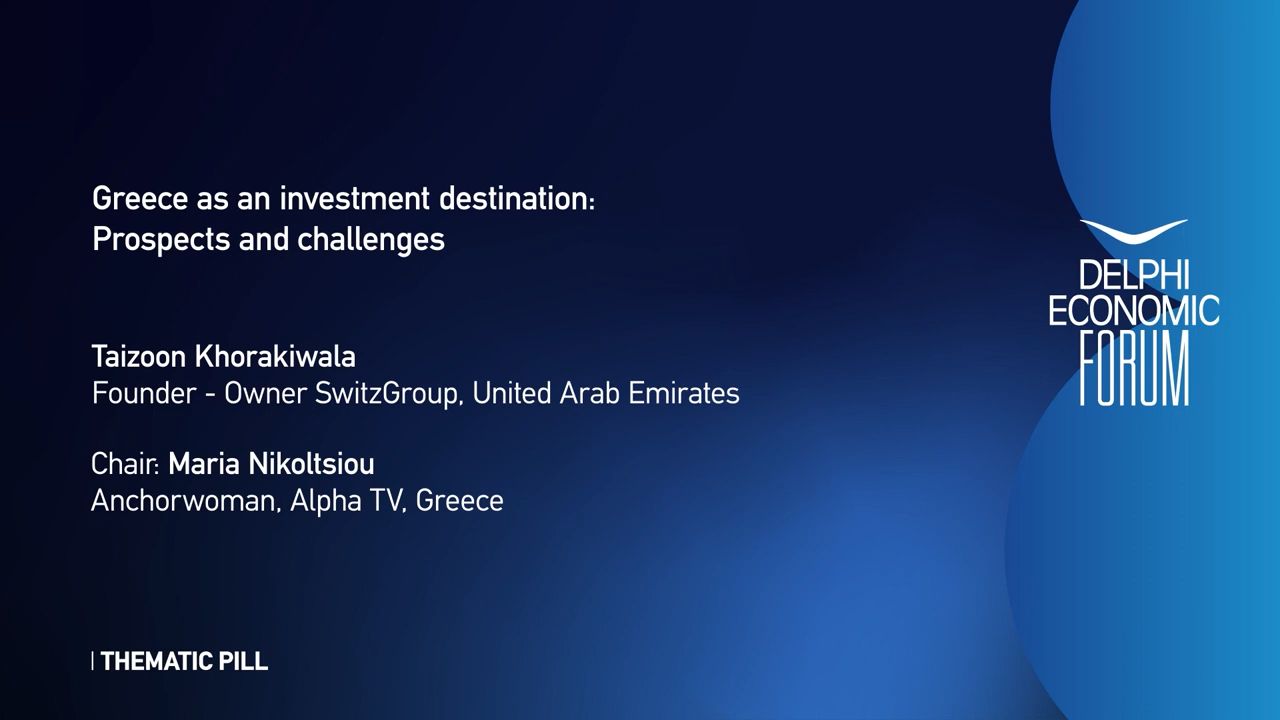 Greece as an investment destination:
Prospects and challenges
Taizoon Khorakiwala
Founder - Owner SwitzGroup, United Arab Emirates
Chair: Maria Nikoltsiou
Anchorwoman, Alpha TV, Greece
| THEMATIC PILL
DELPHI
ECONOMIC
FORUM